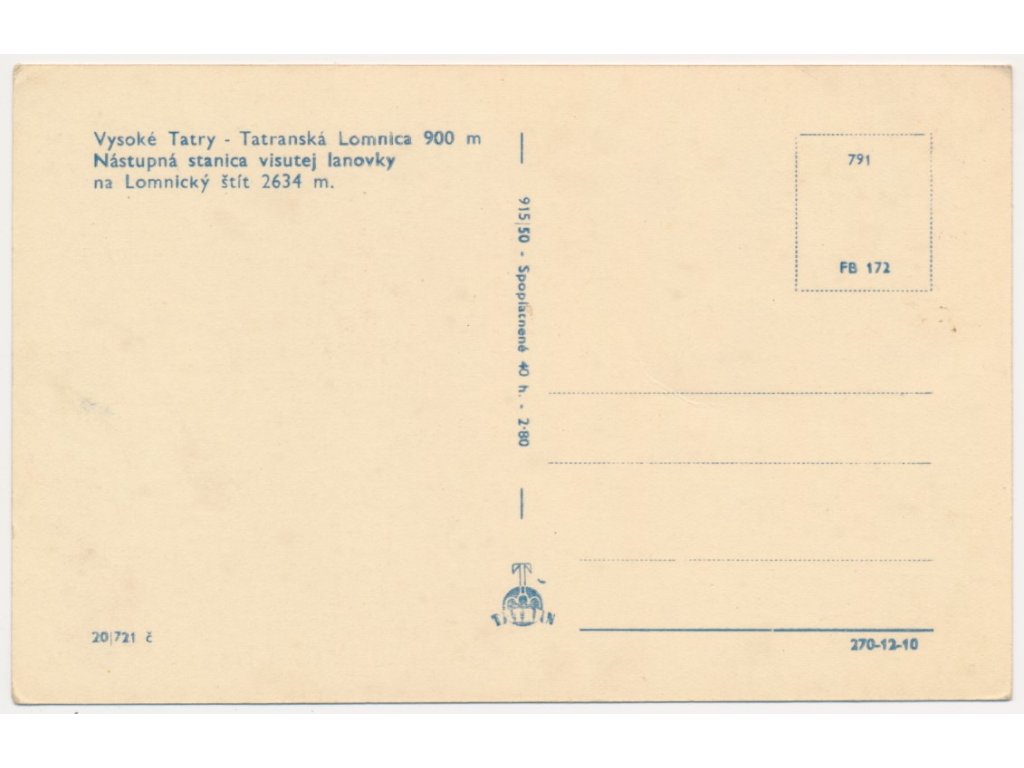 Vysoké Tatry - Tatranská Lomnica 900 m
Nástupná stanica visutej lanovky
na Lomnický štít 2634 m.
20|721 č
915|50 - Spoplatnené 40 h. - 2·80
T N
791
FB 172
270-12-10